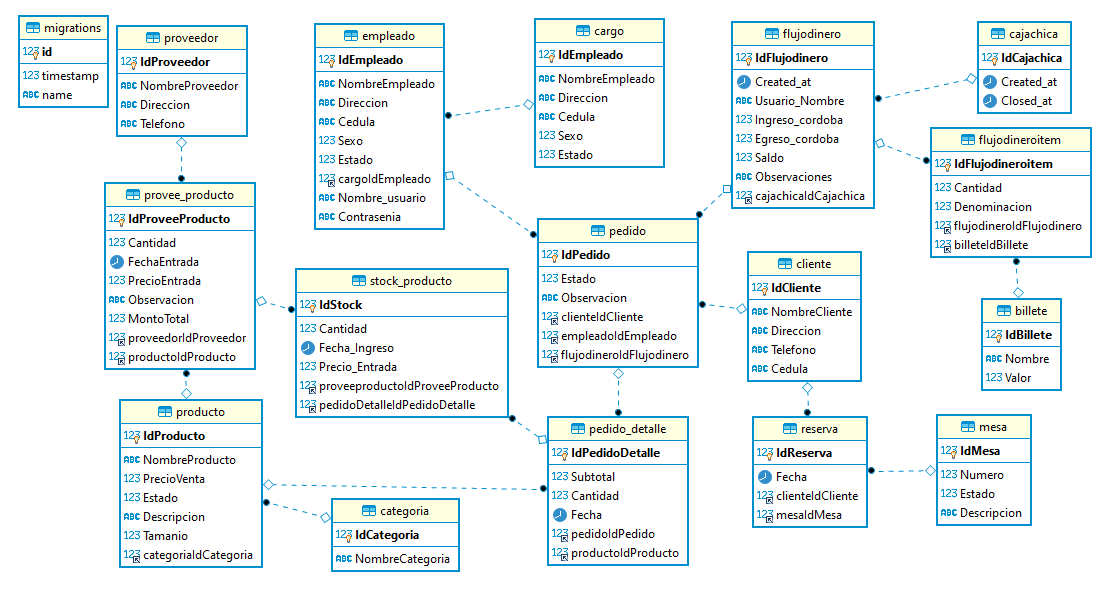 migrations
123 id
123 timestamp
ABC name
proveedor
123 IdProveedor
ABC NombreProveedor
ABC Direccion
ABC Telefono
empleado
123 IdEmpleado
ABC NombreEmpleado
ABC Direccion
ABC Cedula
123 Sexo
123 Estado
123 cargoIdEmpleado
ABC Nombre_usuario
ABC Contrasenia
cargo
123 IdEmpleado
ABC NombreEmpleado
ABC Direccion
ABC Cedula
123 Sexo
123 Estado
flujodinero
123 IdFlujodinero
Created_at
ABC Usuario_Nombre
123 Ingreso_cordoba
123 Egreso_cordoba
123 Saldo
ABC Observaciones
123 cajachicaIdCajachica
cajachica
123 IdCajachica
Created_at
Closed_at
flujodineroitem
123 IdFlujodineroitem
123 Cantidad
123 Denominacion
123 flujodineroIdFlujodinero
123 billeteIdBillete
provee_producto
123 IdProveeProducto
123 Cantidad
FechaEntrada
123 PrecioEntrada
ABC Observacion
123 MontoTotal
123 proveedorIdProveedor
123 productoIdProducto
stock_producto
123 IdStock
123 Cantidad
Fecha_Ingreso
123 Precio_Entrada
123 proveeproductoIdProveeProducto
123 pedidoDetalleIdPedidoDetalle
pedido
123 IdPedido
123 Estado
ABC Observacion
123 clienteIdCliente
123 empleadoIdEmpleado
123 flujodineroIdFlujodinero
cliente
123 IdCliente
ABC NombreCliente
ABC Direccion
ABC Telefono
ABC Cedula
billete
123 IdBillete
ABC Nombre
123 Valor
producto
123 IdProducto
ABC NombreProducto
123 PrecioVenta
123 Estado
ABC Descripcion
123 Tamanio
123 categoriaIdCategoria
categoria
123 IdCategoria
ABC NombreCategoria
pedido_detalle
123 IdPedidoDetalle
123 Subtotal
123 Cantidad
Fecha
123 pedidoIdPedido
123 productoIdProducto
reserva
123 IdReserva
Fecha
123 clienteIdCliente
123 mesaIdMesa
mesa
123 IdMesa
123 Numero
123 Estado
ABC Descripcion